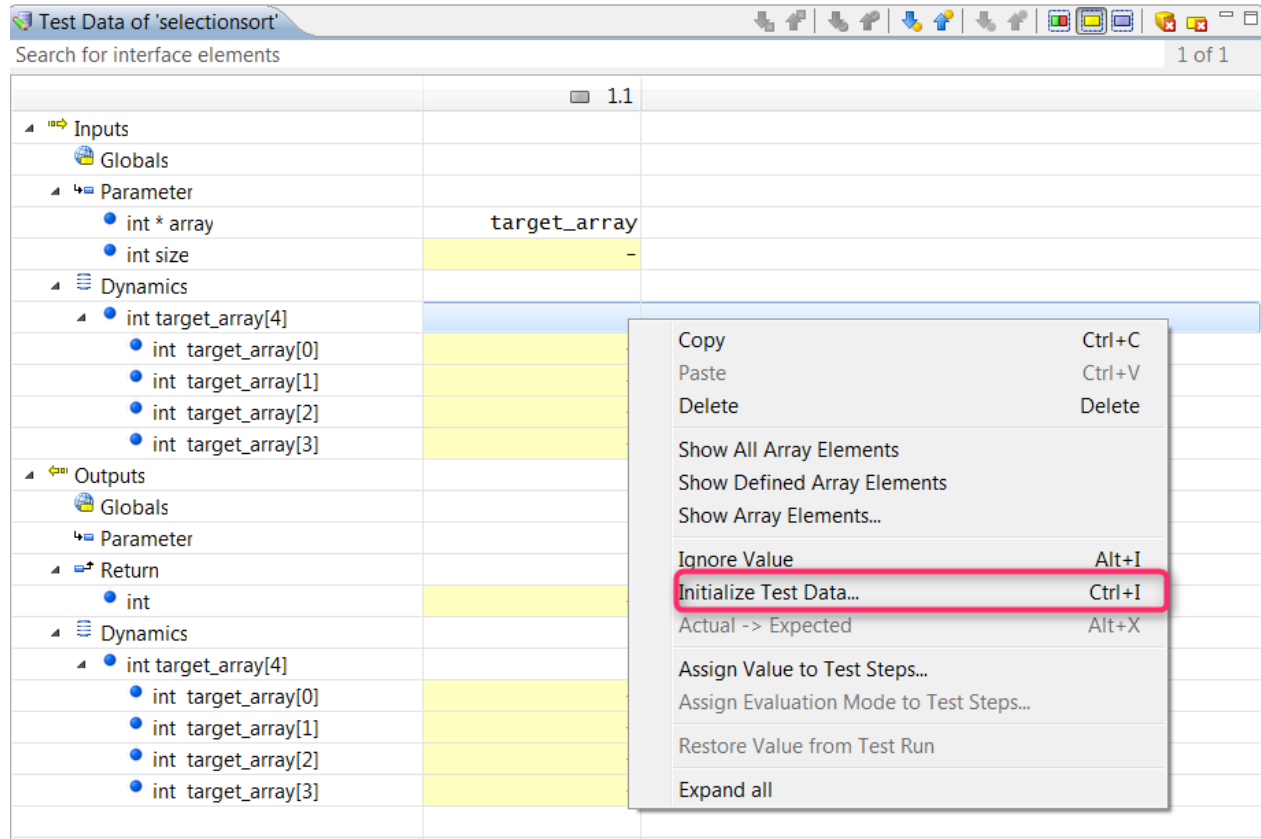 Test Data of 'selectionsort'
Search for interface elements 1 of 1
1.1
Inputs
Globals
Parameter
int * array target_array
int size -
Dynamics
int target_array[4]
int target_array[0]
int target_array[1]
int target_array[2]
int target_array[3]
Outputs
Globals
Parameter
Return
int
Dynamics
int target_array[4]
int target_array[0]
int target_array[1]
int target_array[2]
int target_array[3]
Copy Ctrl+C
Paste Ctrl+V
Delete Delete
Show All Array Elements
Show Defined Array Elements
Show Array Elements...
Ignore Value Alt+I
Initialize Test Data... Ctrl+I
Actual -> Expected Alt+X
Assign Value to Test Steps...
Assign Evaluation Mode to Test Steps...
Restore Value from Test Run
Expand all